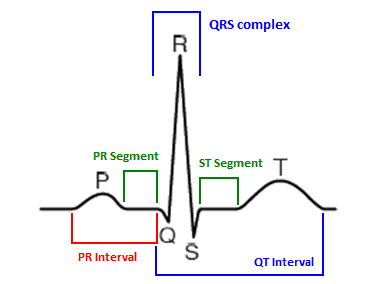 QRS complex
R
PR Segment
ST Segment
P
T
Q
S
PR Interval
QT Interval